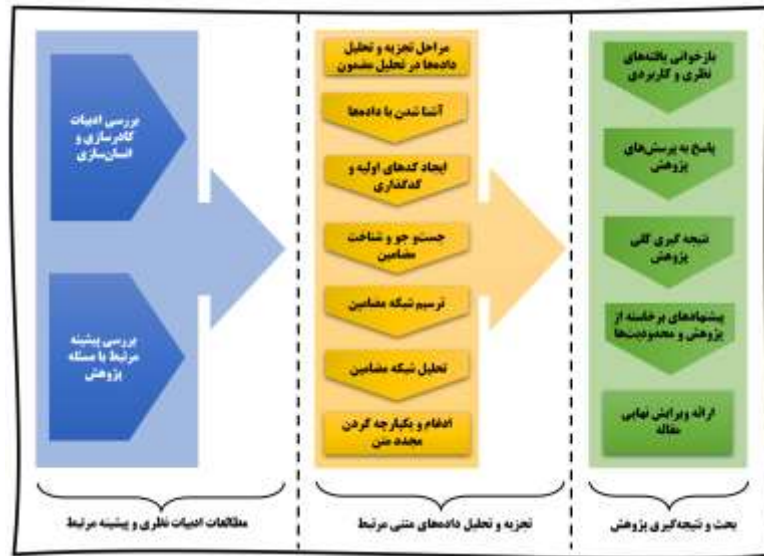 بررسی ادبیات
کادرسازی و
انسان‌سازی
بررسی پیشینه
مرتبط با مسئله
پژوهش
مطالعات ادبیات نظری و پیشینه مرتبط
مراحل تجزیه و تحلیل
داده‌ها در تحلیل مضمون
آشنا شدن با داده‌ها
ایجاد کدهای اولیه و
کدگذاری
جست‌و جو و شناخت
مضامین
ترسیم شبکه مضامین
تحلیل شبکه مضامین
ادغام و یکپارچه کردن
مجدد متن
تجزیه و تحلیل داده‌های متنی مرتبط
بازخوانی یافته‌های
نظری و کاربردی
پاسخ به پرسش‌های
پژوهش
نتیجه گیری کلی
پژوهش
پیشنهادهای برخاسته از
پژوهش و محدودیت‌ها
ارائه ویرایش نهایی
مقاله
بحث و نتیجه‌گیری پژوهش